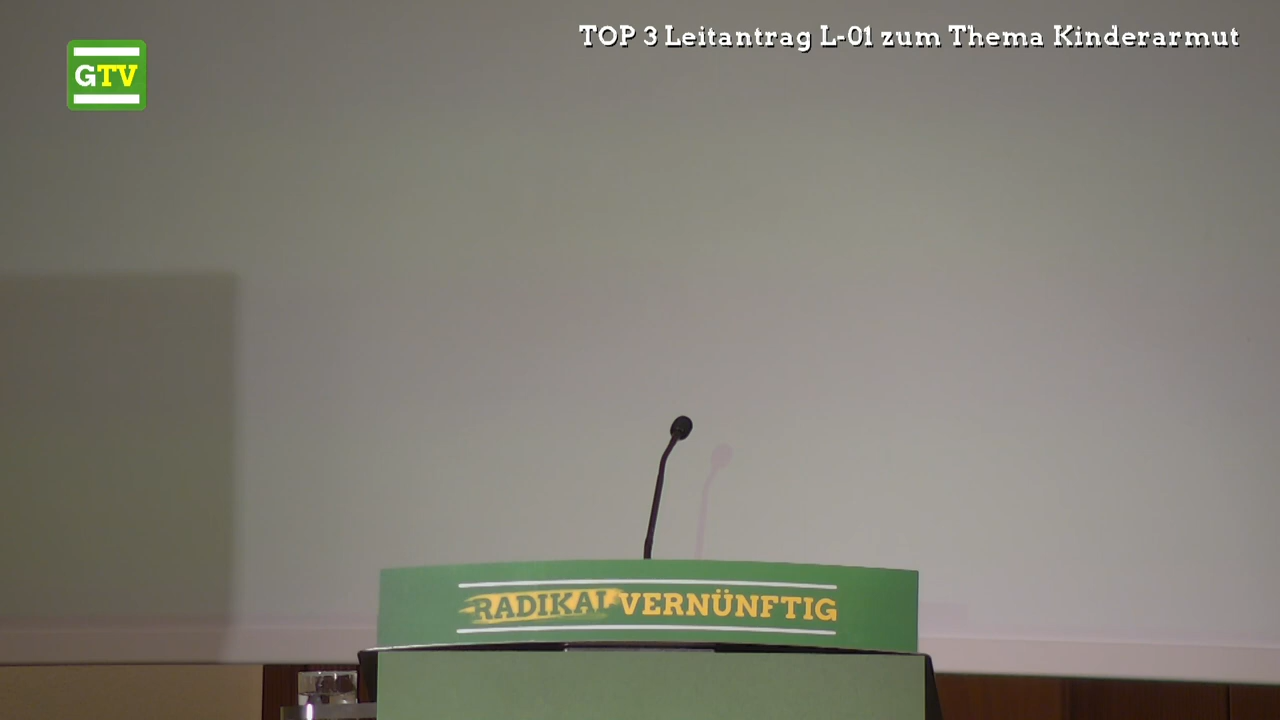 TOP 3 Leitantrag L-01 zum Thema Kinderarmut
GTV
RADIKAL VERNÜNFTIG